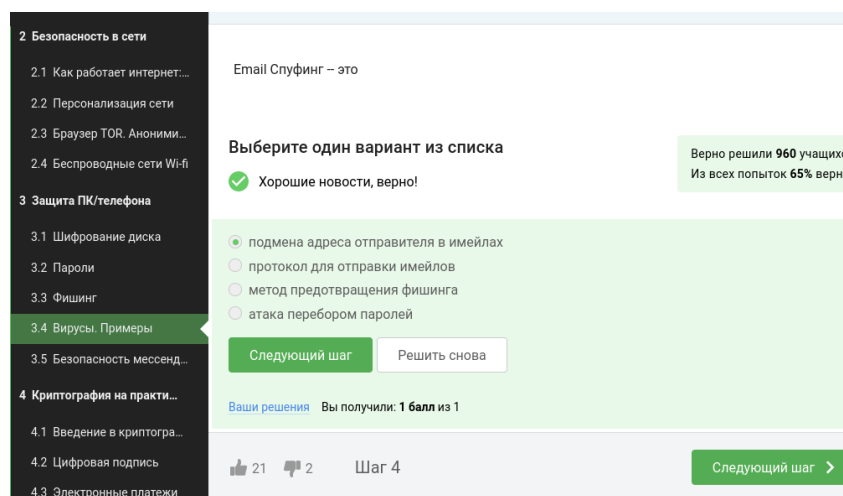 2 Безопасность в сети
2.1 Как работает интернет:...
2.2 Персонализация сети
2.3 Браузер TOR. Аноними...
2.4 Беспроводные сети Wi-fi
3 Защита ПК/телефона
3.1 Шифрование диска
3.2 Пароли
3.3 Фишинг
3.4 Вирусы. Примеры
3.5 Безопасность мессенд...
4 Криптография на практи...
4.1 Введение в криптогра...
4.2 Цифровая подпись
4.3 Электронные платежи
Email Спуфинг -- это
Выберите один вариант из списка
Хорошие новости, верно!
Верно решили 960 учащихс
Из всех попыток 65% верн
подмена адреса отправителя в имейлах
протокол для отправки имейлов
метод предотвращения фишинга
атака перебором паролей
Следующий шаг
Решить снова
Ваши решения Вы получили: 1 балл из 1
21 2 Шаг 4
Следующий шаг